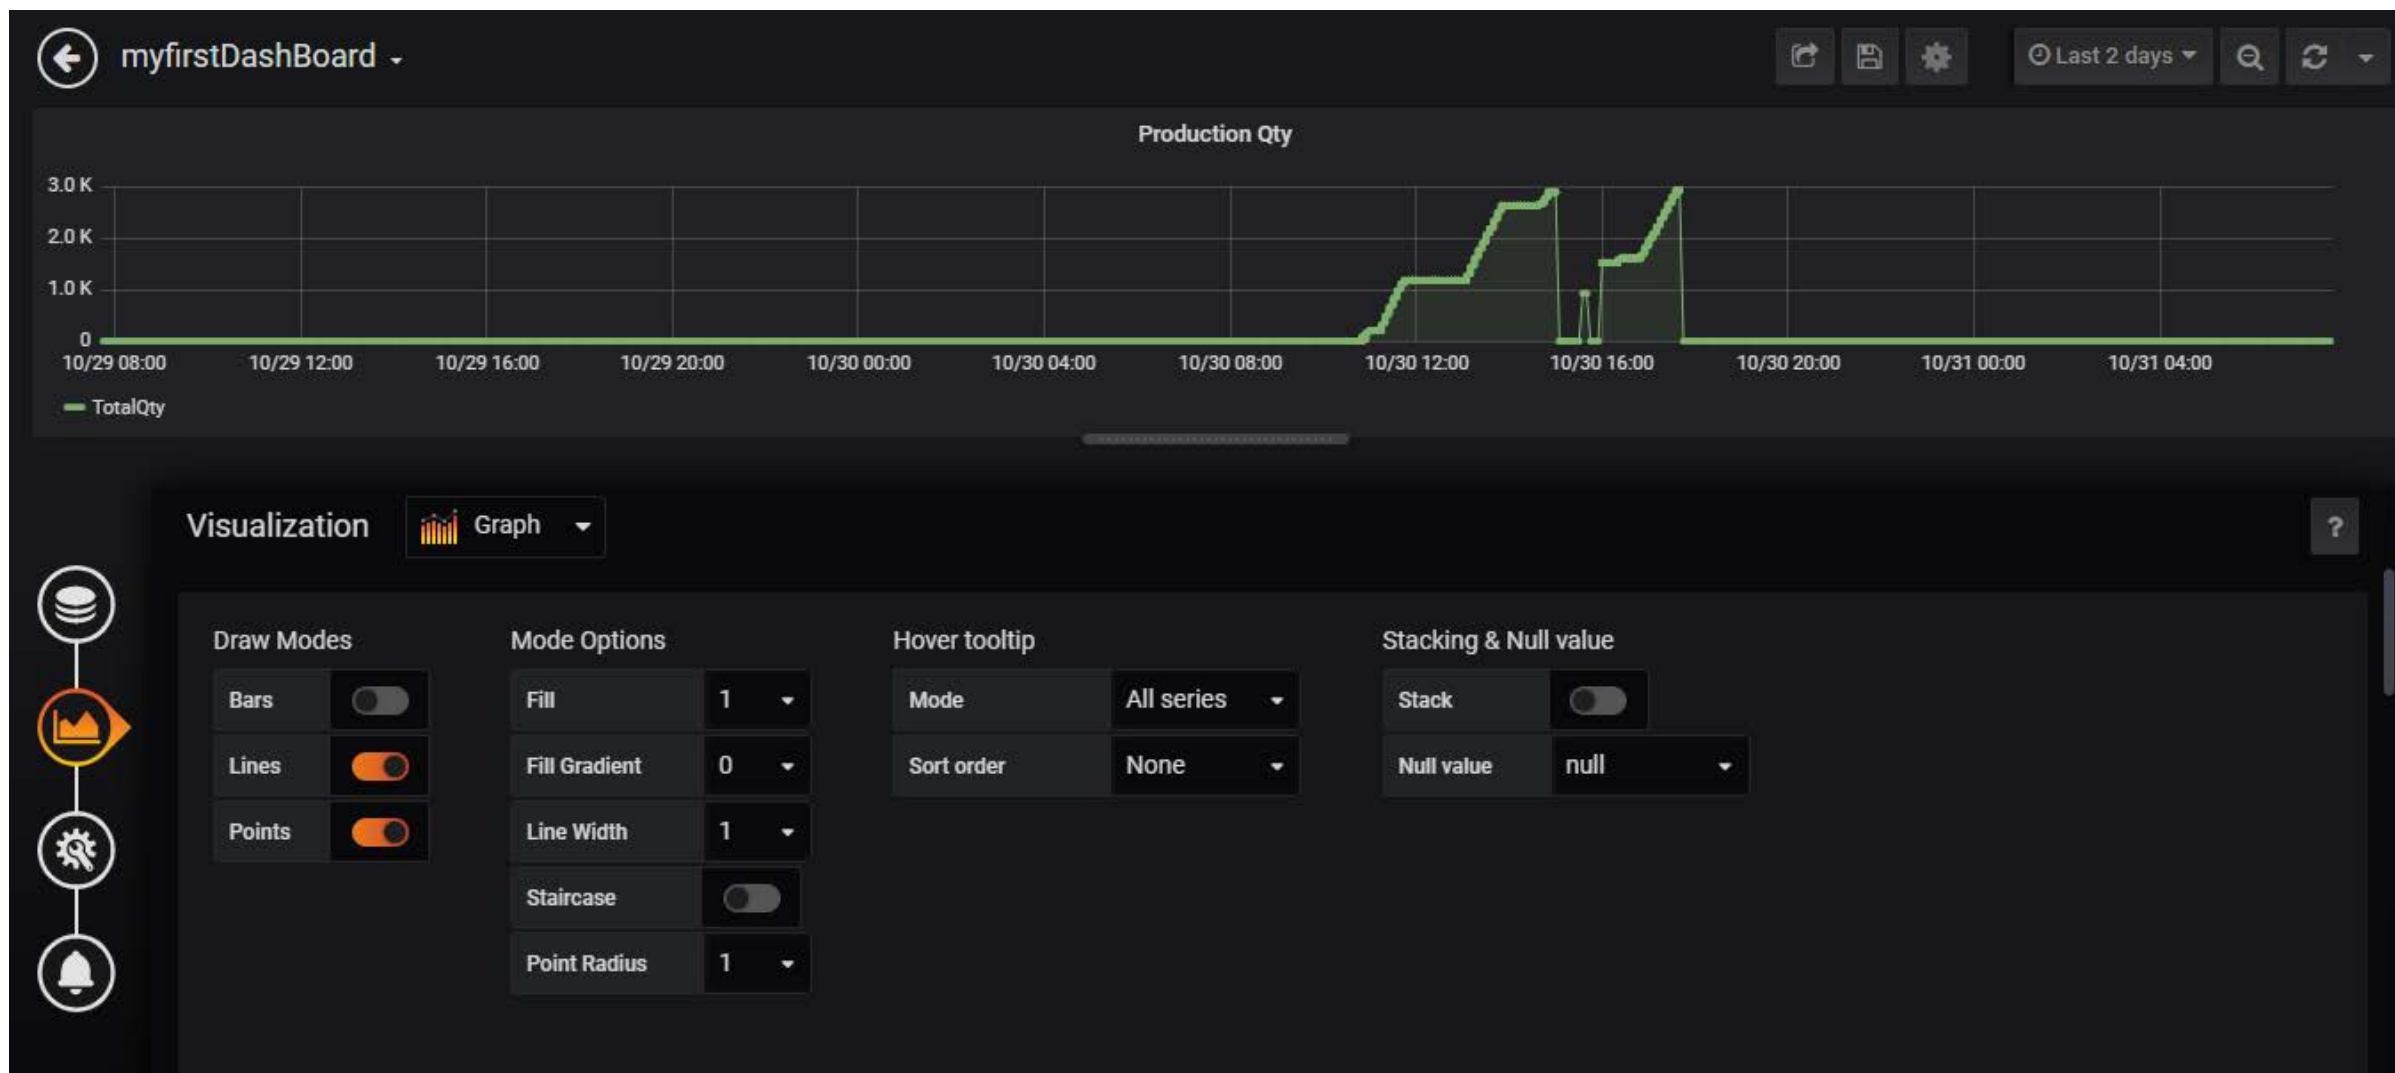 myfirstDashBoard
Last 2 days
Production Qty
3.0 K
2.0 K
1.0 K
0
10/29 08:00 10/29 12:00 10/29 16:00 10/29 20:00 10/30 00:00 10/30 04:00 10/30 08:00 10/30 12:00 10/30 16:00 10/30 20:00 10/31 00:00 10/31 04:00
TotalQty
Visualization Graph ?
Draw Modes Mode Options Hover tooltip Stacking & Null value
Bars Fill 1 Mode All series Stack
Lines Fill Gradient 0 Sort order None Null value null
Points Line Width 1
Staircase
Point Radius 1